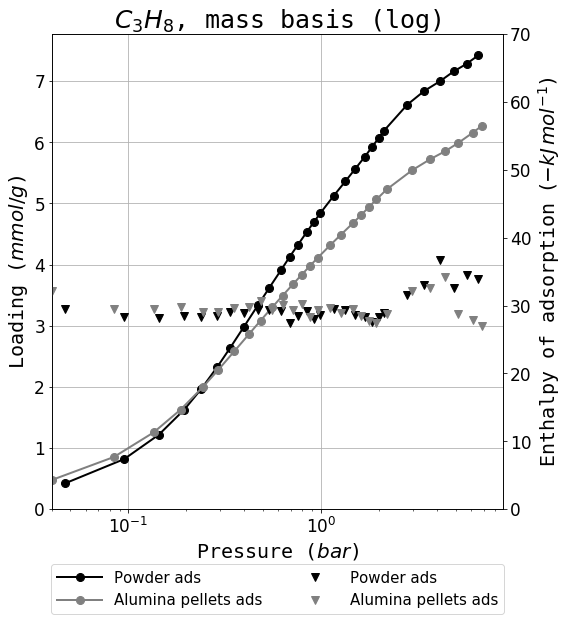 C₃H₈, mass basis (log)
Loading (mmol/g)
7
6
5
4
3
2
1
0
70
60
50
40
30
20
10
0
Enthalpy of adsorption (−kJ mol⁻¹)
10⁻¹ 10⁰
Pressure (bar)
Powder ads Powder ads
Alumina pellets ads Alumina pellets ads